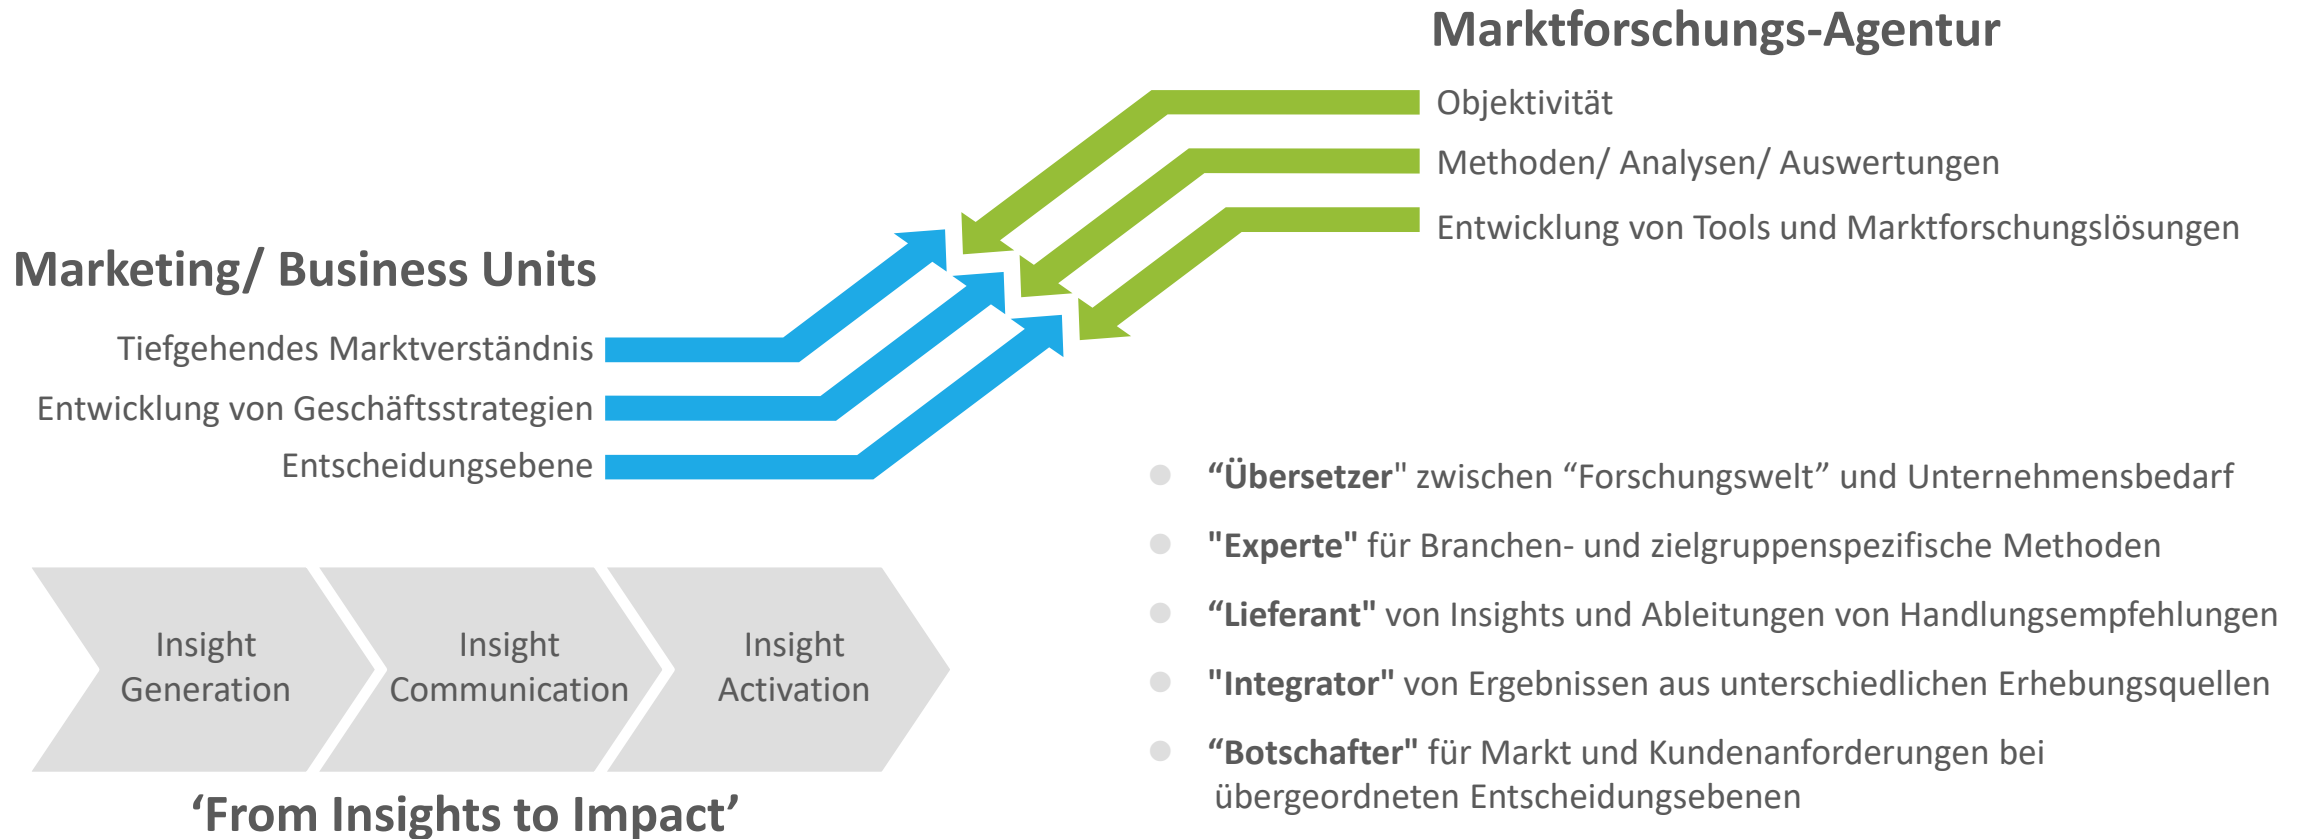 Marktforschungs-Agentur
Objektivität
Methoden/ Analysen/ Auswertungen
Entwicklung von Tools und Marktforschungslösungen
Marketing/ Business Units
Tiefgehendes Marktverständnis
Entwicklung von Geschäftsstrategien
Entscheidungsebene
“Übersetzer" zwischen “Forschungswelt” und Unternehmensbedarf
"Experte" für Branchen- und zielgruppenspezifische Methoden
“Lieferant" von Insights und Ableitungen von Handlungsempfehlungen
"Integrator" von Ergebnissen aus unterschiedlichen Erhebungsquellen
“Botschafter" für Markt und Kundenanforderungen bei
übergeordneten Entscheidungsebenen
Insight
Generation
Insight
Communication
Insight
Activation
‘From Insights to Impact’